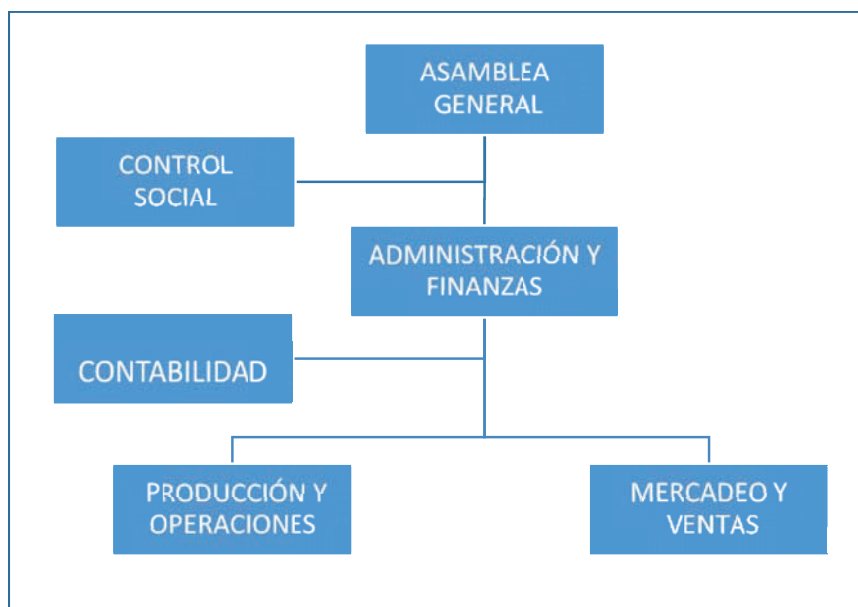 ASAMBLEA
GENERAL
CONTROL
SOCIAL
ADMINISTRACIÓN Y
FINANZAS
CONTABILIDAD
PRODUCCIÓN Y
OPERACIONES
MERCADEO Y
VENTAS